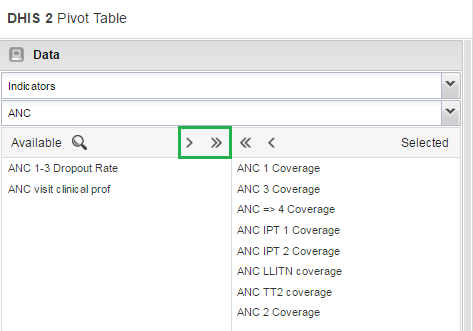 DHIS 2 Pivot Table
Data
Indicators
ANC
Available
Selected
ANC 1-3 Dropout Rate
ANC visit clinical prof
ANC 1 Coverage
ANC 3 Coverage
ANC => 4 Coverage
ANC IPT 1 Coverage
ANC IPT 2 Coverage
ANC LLITN coverage
ANC TT2 coverage
ANC 2 Coverage